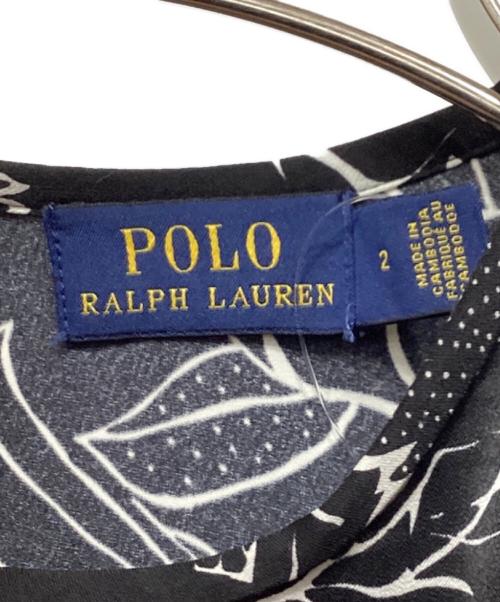 POLO
RALPH LAUREN
2
MADE IN
CAMBODIA
FABRIQUÉ AU
CAMBODGE